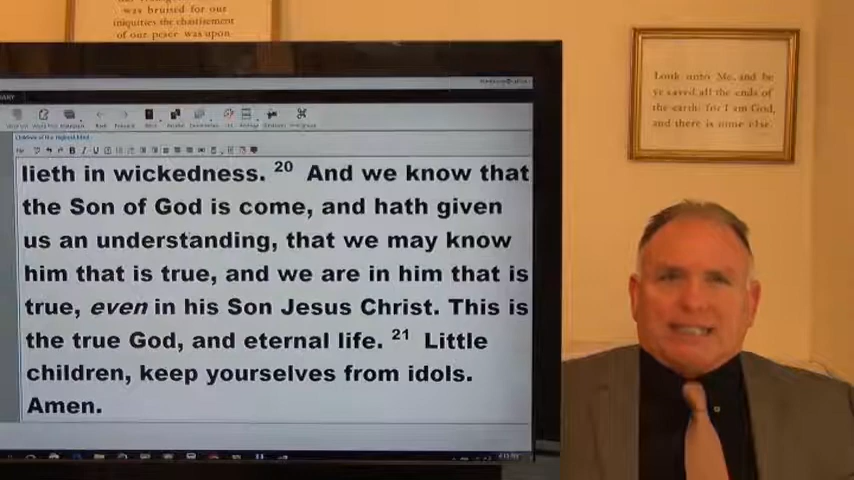 was bruised for our
iniquities the chastisement
of our peace was upon
Look unto Me, and be
ye saved, all the ends of
the earth: for I am God,
and there is none else.
lieth in wickedness. 20 And we know that
the Son of God is come, and hath given
us an understanding, that we may know
him that is true, and we are in him that is
true, even in his Son Jesus Christ. This is
the true God, and eternal life. 21 Little
children, keep yourselves from idols.
Amen.